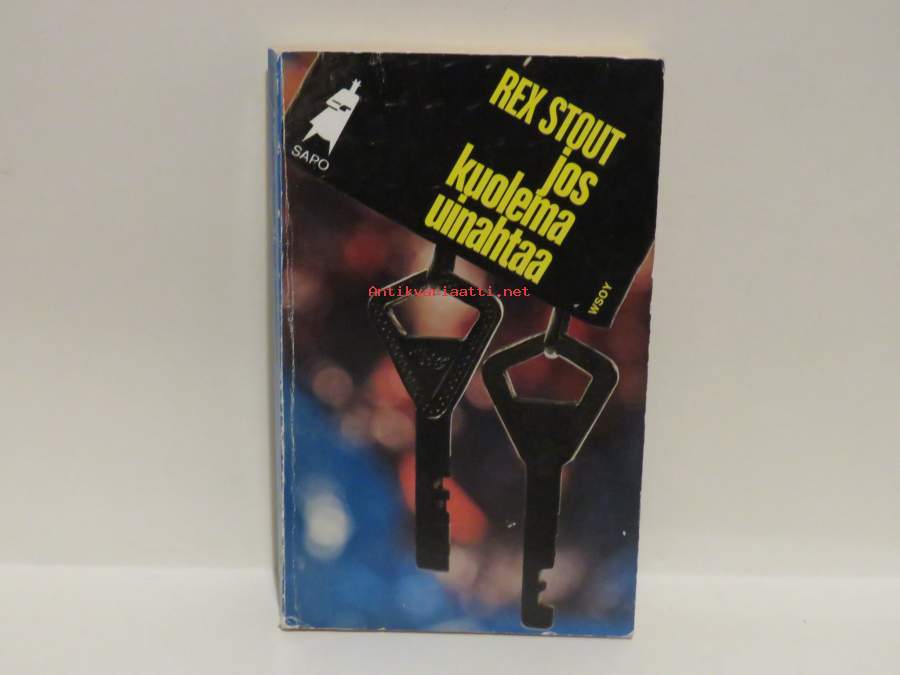 REX STOUT
jos
kuolema
uinahtaa
SAPO
WSOY
Antikvariaatti.net